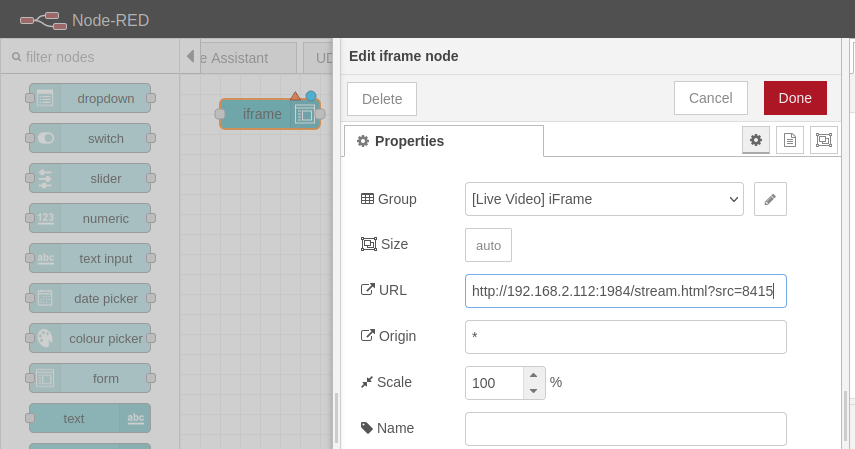 Node-RED
filter nodes
e Assistant
UD
dropdown
switch
slider
123
numeric
abc
text input
date picker
colour picker
form
text
abc
iframe
Edit iframe node
Delete
Cancel
Done
Properties
Group
[Live Video] iFrame
Size
auto
URL
http://192.168.2.112:1984/stream.html?src=8415
Origin
*
Scale
100
%
Name